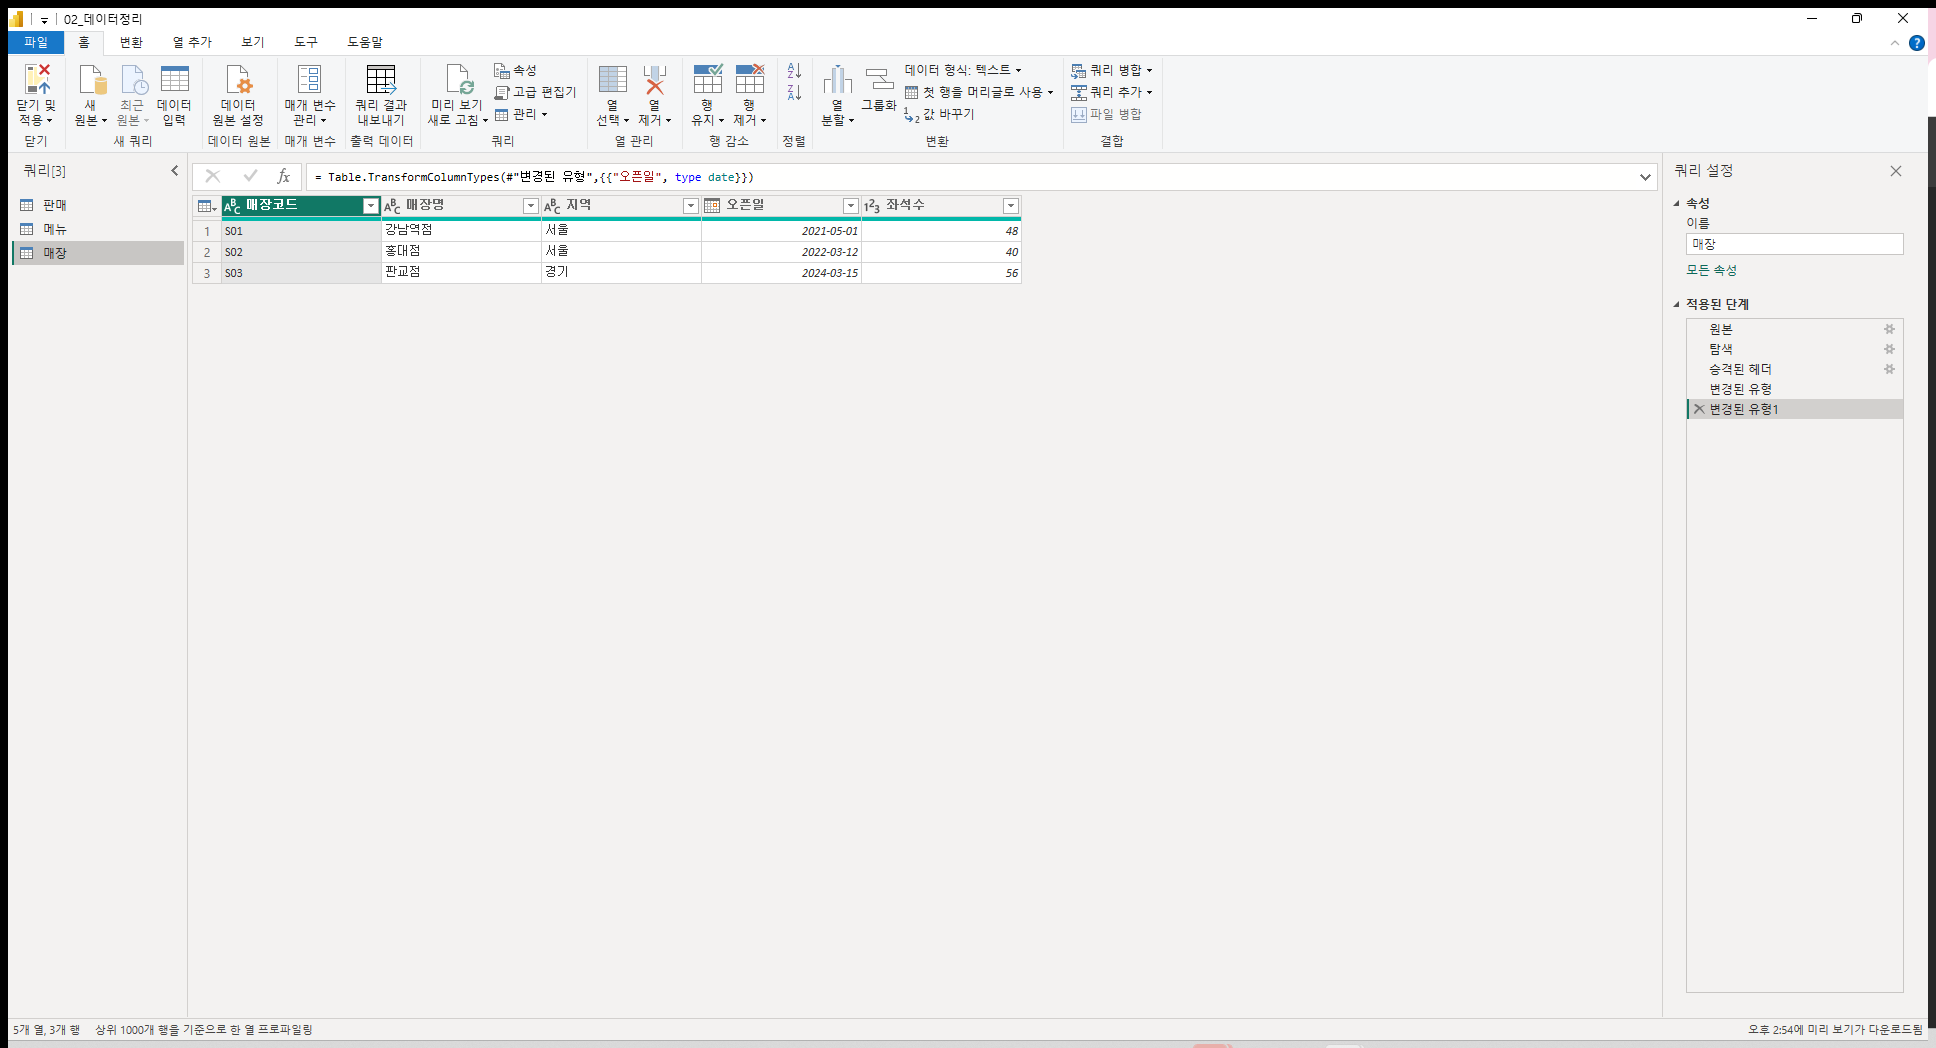 02_데이터정리
파일 홈 변환 열 추가 보기 도구 도움말
닫기 및 적용
닫기
새 원본
최근 원본
데이터 입력
새 쿼리
데이터 원본 설정
데이터 원본
매개 변수 관리
매개 변수
쿼리 결과 내보내기
출력 데이터
미리 보기 새로 고침
속성
고급 편집기
관리
쿼리
열 선택
열 제거
열 관리
행 유지
행 제거
행 감소
정렬
열 분할
그룹화
데이터 형식: 텍스트
첫 행을 머리글로 사용
값 바꾸기
변환
쿼리 병합
쿼리 추가
파일 병합
결합
쿼리[3]
판매
메뉴
매장
= Table.TransformColumnTypes(#"변경된 유형",{{"오픈일", type date}})
매장코드 매장명 지역 오픈일 좌석수
1 S01 강남역점 서울 2021-05-01 48
2 S02 홍대점 서울 2022-03-12 40
3 S03 판교점 경기 2024-03-15 56
쿼리 설정
속성
이름
매장
모든 속성
적용된 단계
원본
탐색
승격된 헤더
변경된 유형
변경된 유형1
5개 열, 3개 행 상위 1000개 행을 기준으로 한 열 프로파일링
오후 2:54에 미리 보기가 다운로드됨